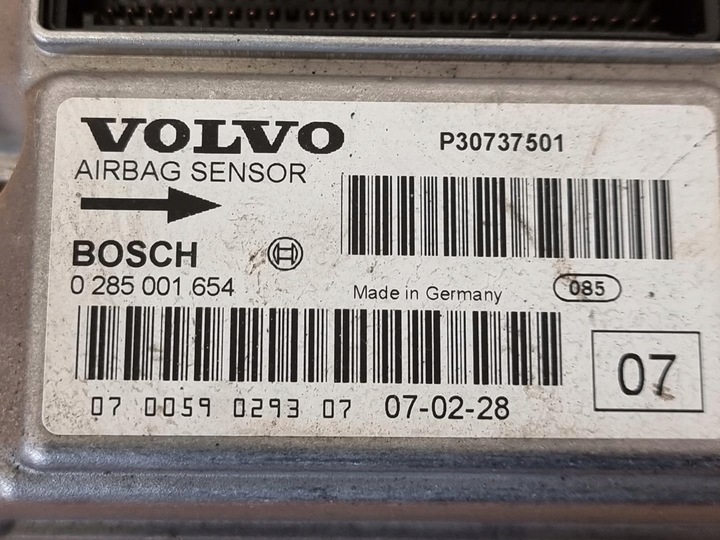 VOLVO
P30737501
AIRBAG SENSOR
BOSCH
0 285 001 654
Made in Germany
085
07
07 0059 0293 07 07-02-28